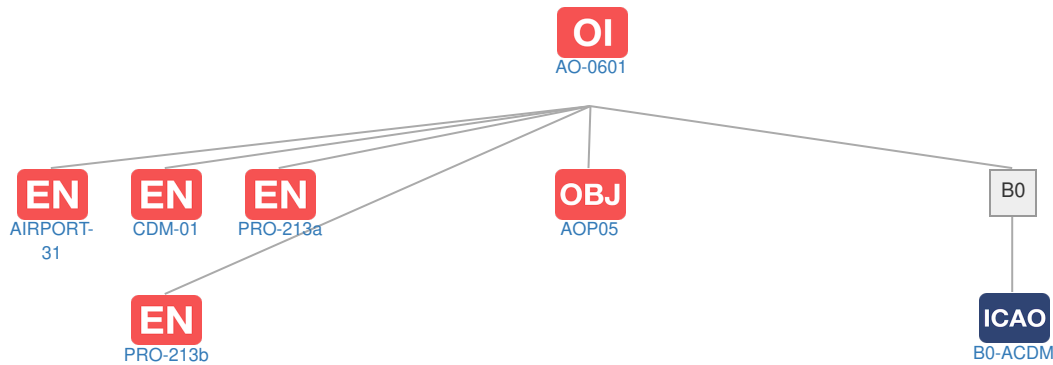 OI
AO-0601
EN
EN
EN
OBJ
B0
AIRPORT-
31
CDM-01
PRO-213a
AOP05
EN
ICAO
PRO-213b
B0-ACDM